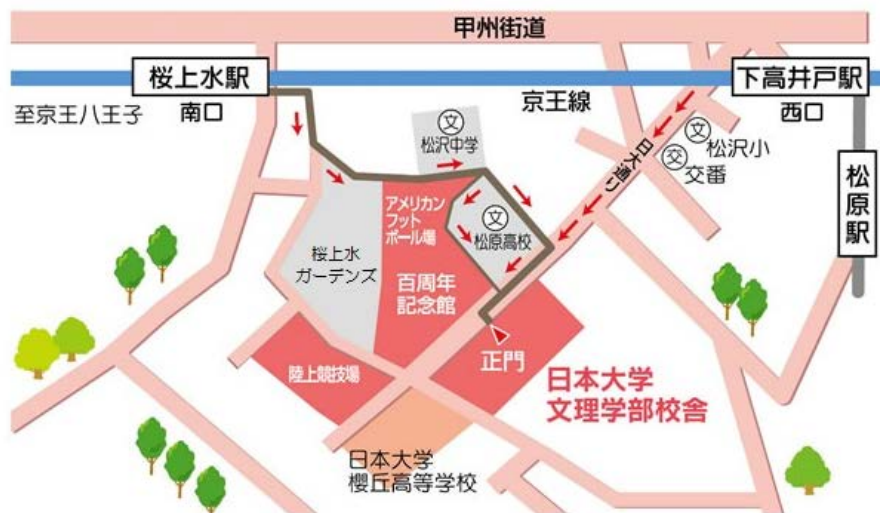 甲州街道
桜上水駅
下高井戸駅
至京王八王子
南口
京王線
西口
文
松沢中学
日大通り
文
松沢小
交
交番
松原駅
アメリカン
フット
ボール場
文
松原高校
桜上水
ガーデンズ
百周年
記念館
正門
陸上競技場
日本大学
文理学部校舎
日本大学
櫻丘高等学校